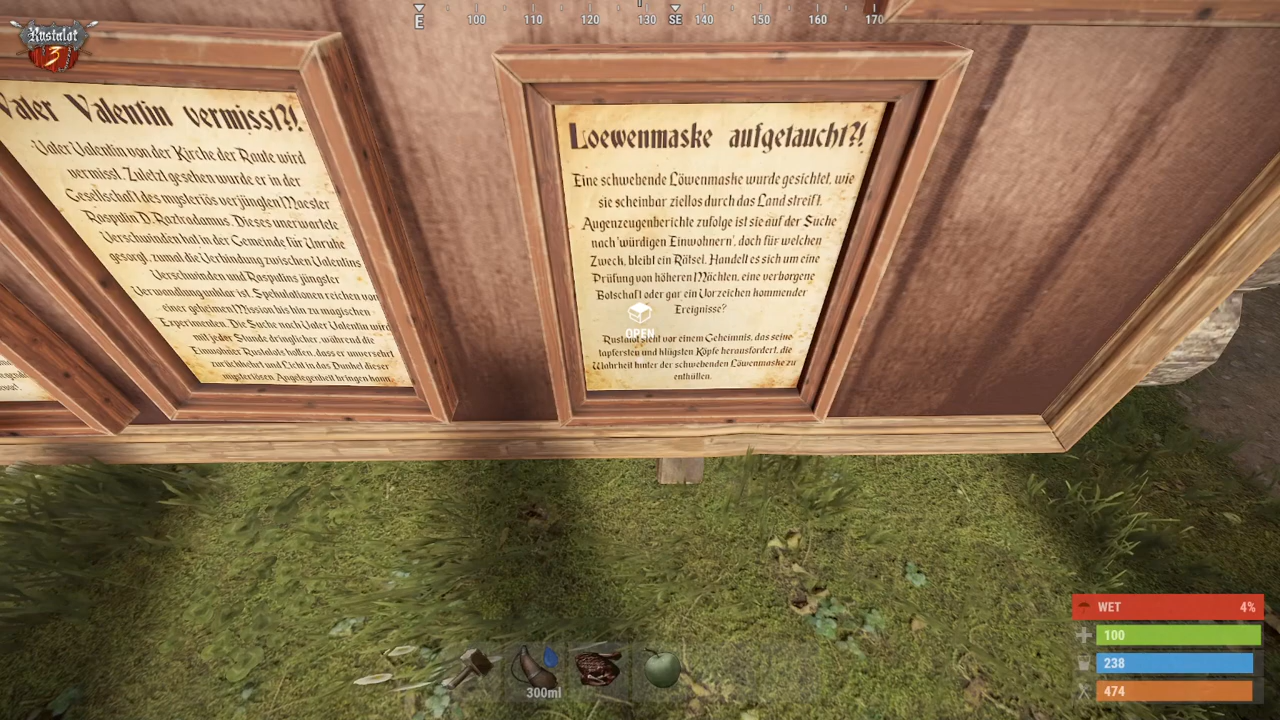 E 100 110 120 130 SE 140 150 160 170
Rustalot
3
Vater Valentin vermisst?!
Vater Valentin von der Kirche der Raute wird
vermisst. Zuletzt gesehen wurde er in der
Gesellschaft des mysteriös verjüngten Maester
Rasputin D. Raztradamus. Dieses unerwartete
Verschwinden hat in der Gemeinde für Unruhe
gesorgt, zumal die Verbindung zwischen Valentins
Verschwinden und Rasputins jüngster
Verwandlung unklar ist. Spekulationen reichen von
einer geheimen Mission bis hin zu magischen
Experimenten. Die Suche nach Vater Valentin wird
mit jeder Stunde dringlicher, während die
Einwohner Rustalots hoffen, dass er unversehrt
zurückkehrt und Licht in das Dunkel dieser
mysteriösen Angelegenheit bringen kann.
Loewenmaske aufgetaucht?!
Eine schwebende Löwenmaske wurde gesichtet, wie
sie scheinbar ziellos durch das Land streift.
Augenzeugenberichte zufolge ist sie auf der Suche
nach 'würdigen Einwohnern', doch für welchen
Zweck, bleibt ein Rätsel. Handelt es sich um eine
Prüfung von höheren Mächten, eine verborgene
Botschaft oder gar ein Vorzeichen kommender
Ereignisse?
Rustalot sieht vor einem Geheimnis, das seine
tapfersten und klügsten Köpfe herausfordert, die
Wahrheit hinter der schwebenden Löwenmaske zu
enthüllen.
OPEN
WET 4%
100
238
474
300ml